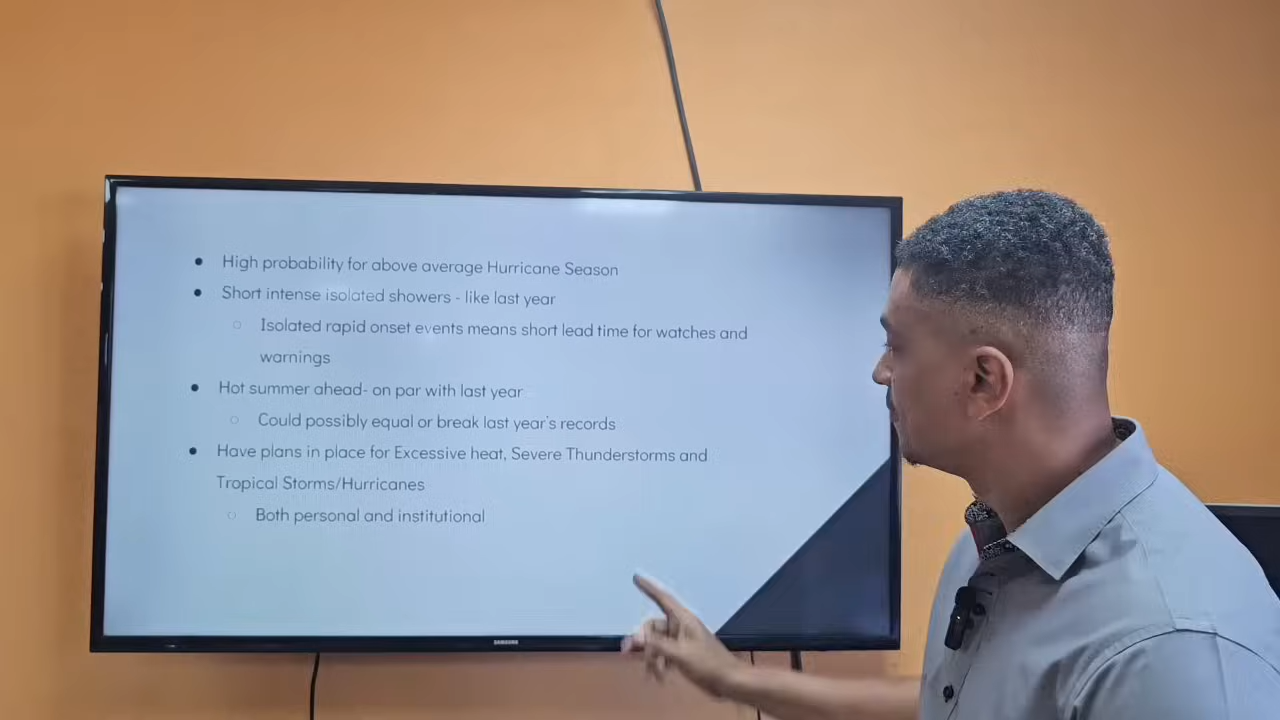 High probability for above average Hurricane Season
Short intense isolated showers - like last year
Isolated rapid onset events means short lead time for watches and
warnings
Hot summer ahead- on par with last year
Could possibly equal or break last year's records
Have plans in place for Excessive heat, Severe Thunderstorms and
Tropical Storms/Hurricanes
Both personal and institutional
SAMSUNG